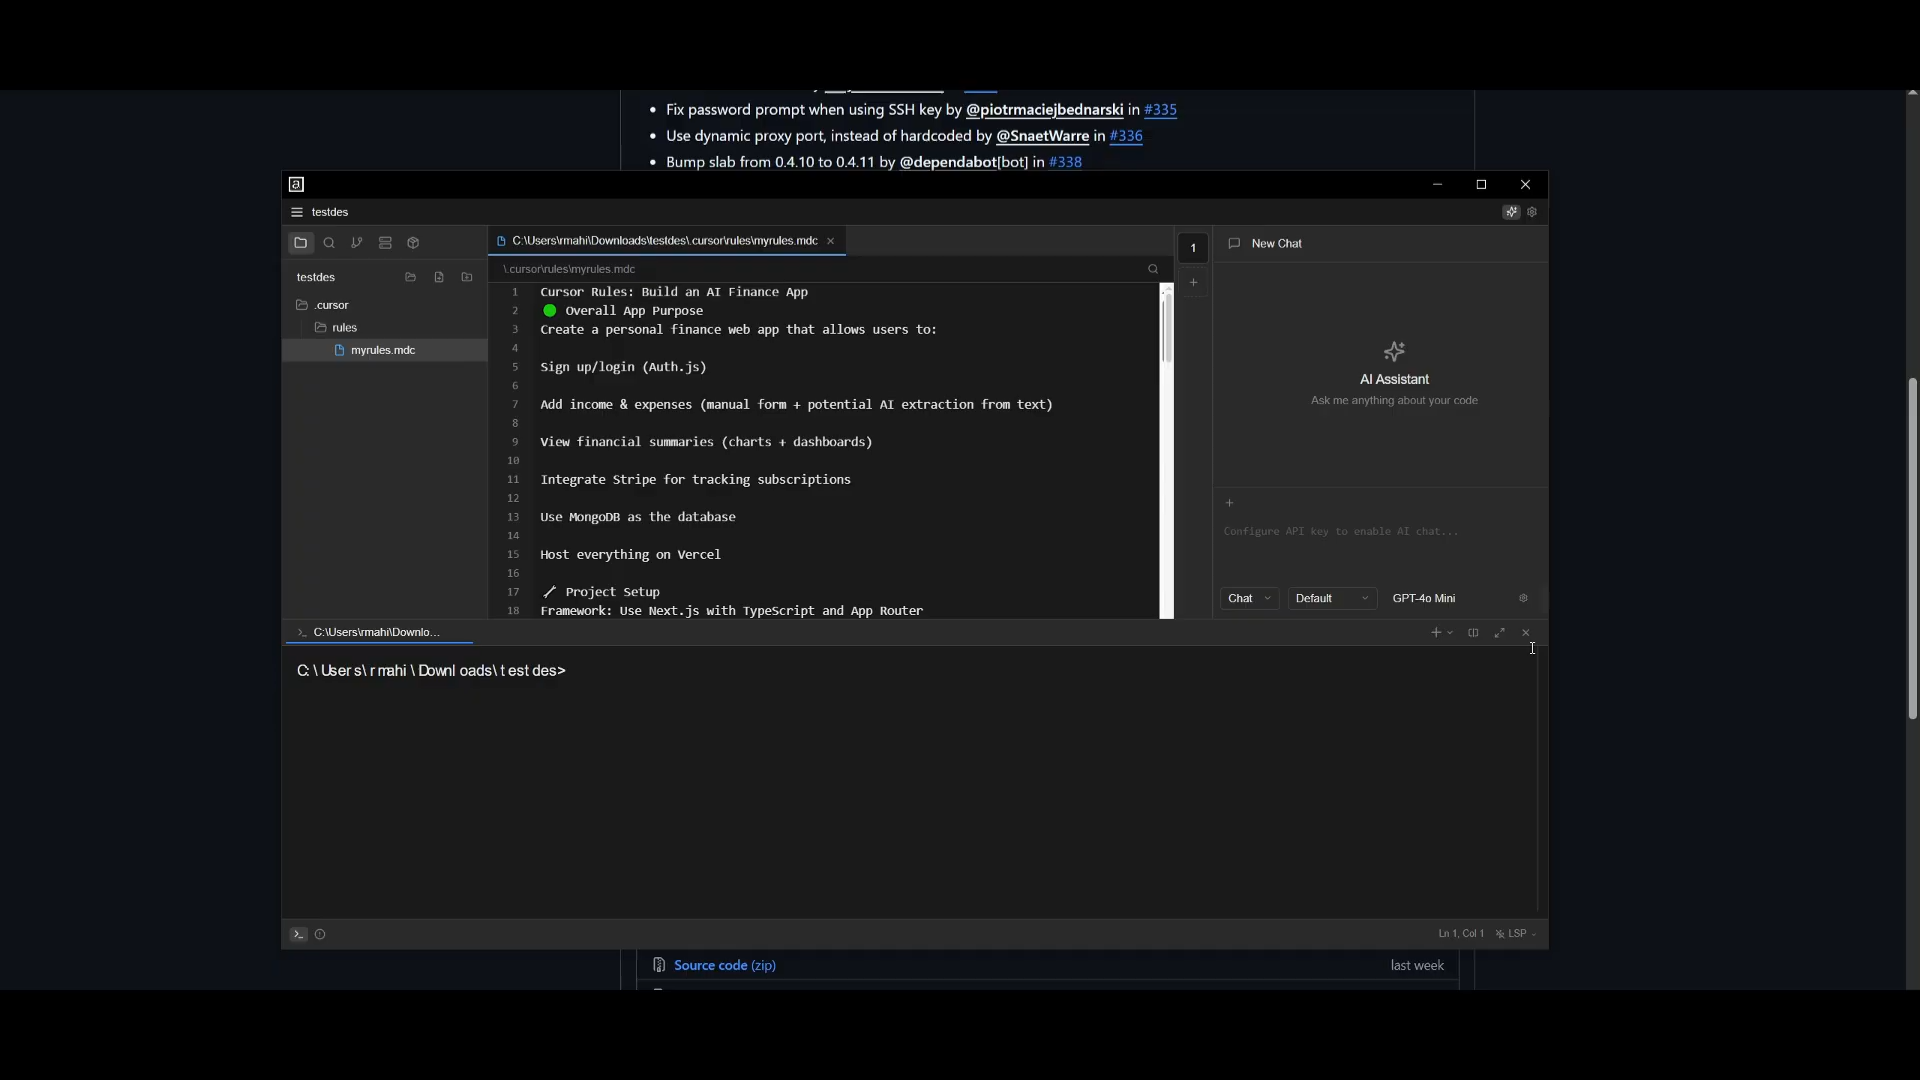 • Fix password prompt when using SSH key by @piotrmaciejbednarski in #335
• Use dynamic proxy port, instead of hardcoded by @SnaetWarre in #336
• Bump slab from 0.4.10 to 0.4.11 by @dependabot[bot] in #338
a
testdes
C:\Users\rmahi\Downloads\testdes\.cursor\rules\myrules.mdc
1
New Chat
\.cursor\rules\myrules.mdc
testdes
.cursor
rules
myrules.mdc
1 Cursor Rules: Build an AI Finance App
2 🟢 Overall App Purpose
3 Create a personal finance web app that allows users to:
4
5 Sign up/login (Auth.js)
6
7 Add income & expenses (manual form + potential AI extraction from text)
8
9 View financial summaries (charts + dashboards)
10
11 Integrate Stripe for tracking subscriptions
12
13 Use MongoDB as the database
14
15 Host everything on Vercel
16
17 Project Setup
18 Framework: Use Next.js with TypeScript and App Router
AI Assistant
Ask me anything about your code
Configure API key to enable AI chat...
Chat Default GPT-4o Mini
C:\Users\rmahi\Downlo...
C:\Users\rmahi\Downloads\testdes>
Ln 1, Col 1 LSP
Source code (zip) last week